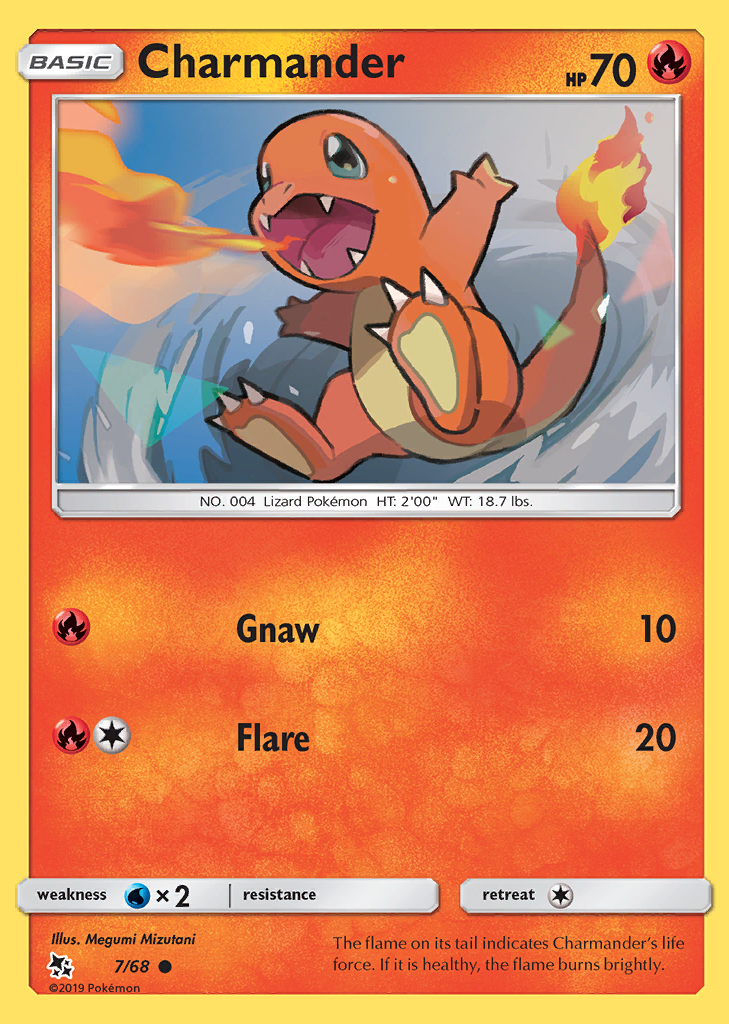 BASIC Charmander HP 70
NO. 004 Lizard Pokémon HT: 2'00" WT: 18.7 lbs.
Gnaw 10
Flare 20
weakness × 2 resistance retreat
Illus. Megumi Mizutani
7/68
©2019 Pokémon
The flame on its tail indicates Charmander's life
force. If it is healthy, the flame burns brightly.